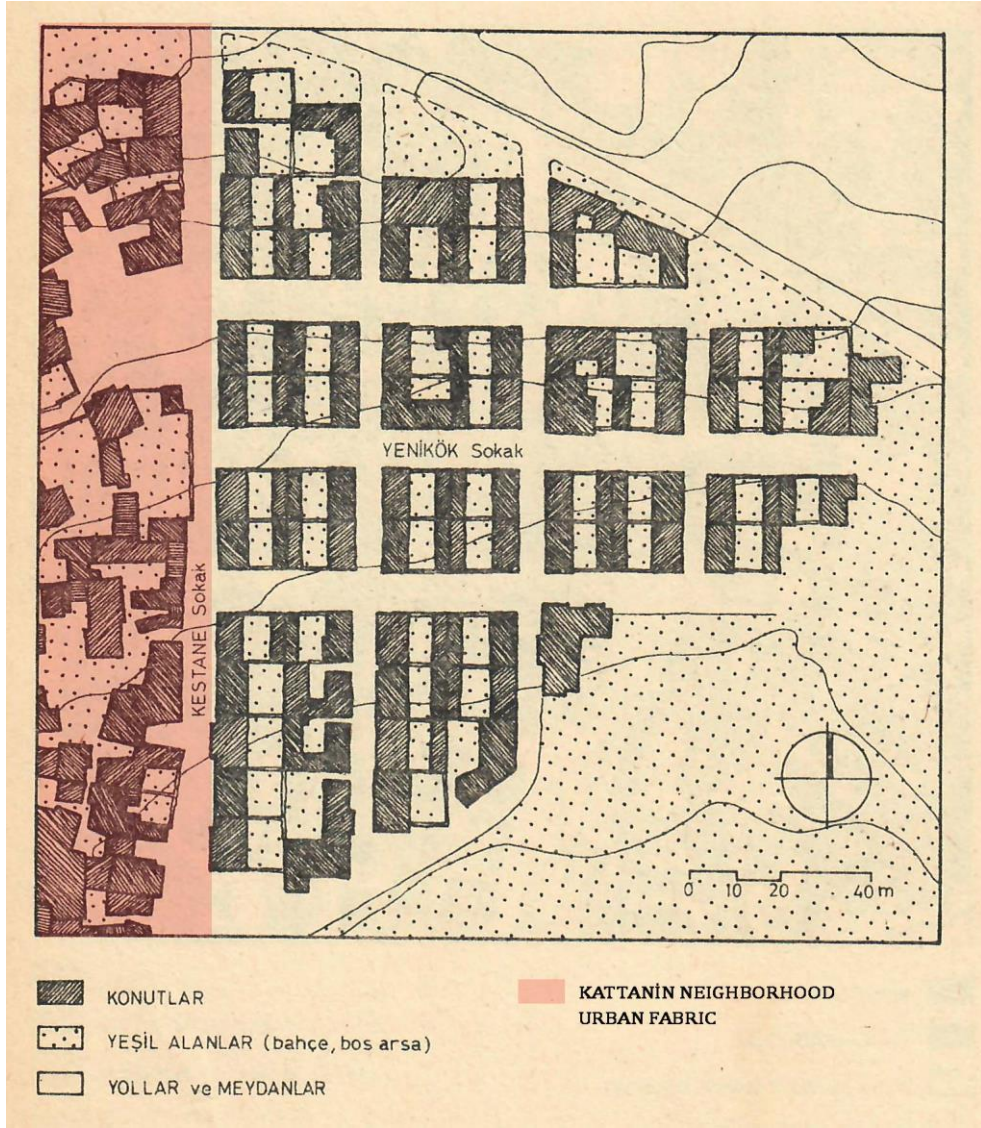 YENİKÖK Sokak
KESTANE Sokak
0 10 20 40 m
KONUTLAR
YEŞİL ALANLAR (bahçe, bos arsa)
YOLLAR ve MEYDANLAR
KATTANİN NEIGHBORHOOD
URBAN FABRIC